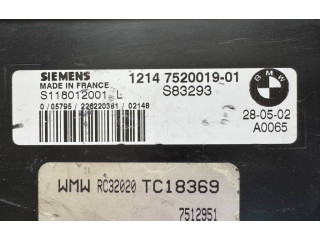 SIEMENS 1214 7520019-01
MADE IN FRANCE
S118012001 L S83293
0 / 05795 / 226220381 / 02148
BMW
28-05-02
A0065
WMW RC32020 TC18369
7512951